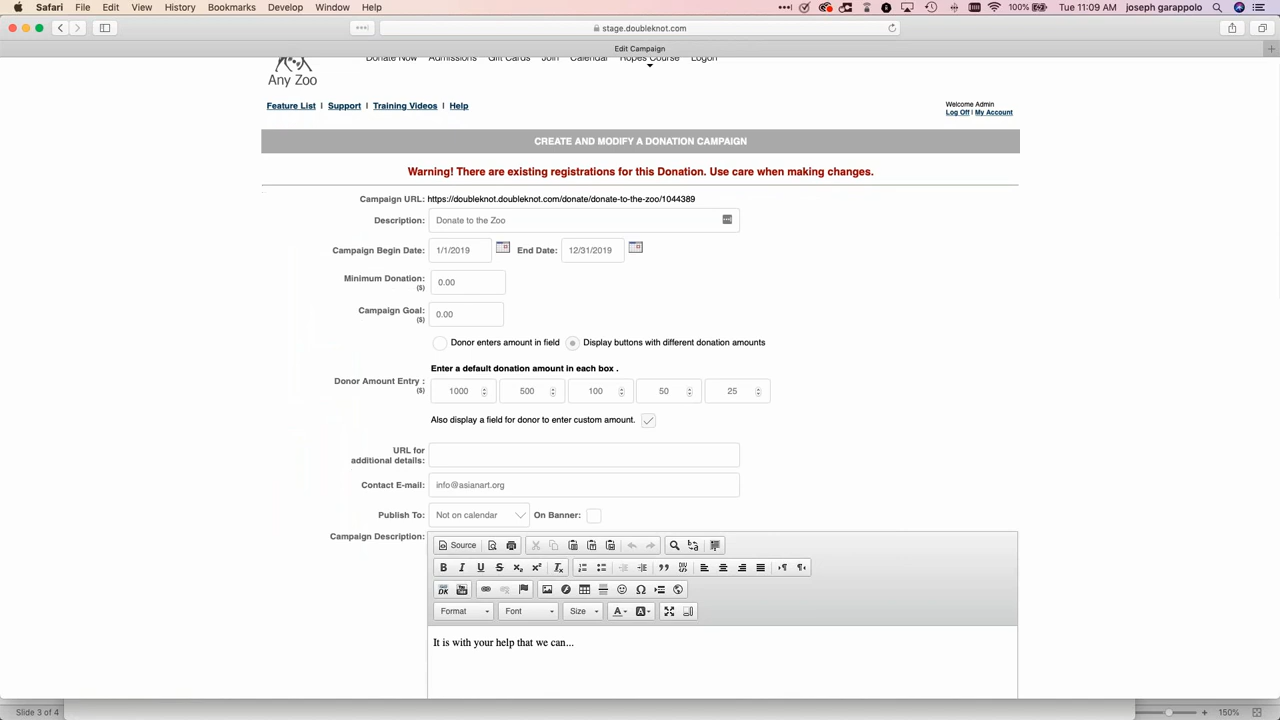 Safari File Edit View History Bookmarks Develop Window Help 100% Tue 11:09 AM joseph garappolo
stage.doubleknot.com
Edit Campaign
Donate Now Admissions Gift Cards Join Calendar Ropes Course Logoff
Any Zoo
Feature List | Support | Training Videos | Help
Welcome Admin
Log Off | My Account
CREATE AND MODIFY A DONATION CAMPAIGN
Warning! There are existing registrations for this Donation. Use care when making changes.
Campaign URL: https://doubleknot.doubleknot.com/donate/donate-to-the-zoo/1044389
Description: Donate to the Zoo
Campaign Begin Date: 1/1/2019 End Date: 12/31/2019
Minimum Donation: ($) 0.00
Campaign Goal: ($) 0.00
Donor enters amount in field Display buttons with different donation amounts
Enter a default donation amount in each box .
Donor Amount Entry : ($) 1000 500 100 50 25
Also display a field for donor to enter custom amount.
URL for
additional details:
Contact E-mail: info@asianart.org
Publish To: Not on calendar On Banner:
Campaign Description:
Source
B I U S x₂ x² Tx
Format Font Size A A
It is with your help that we can...
Slide 3 of 4 150%